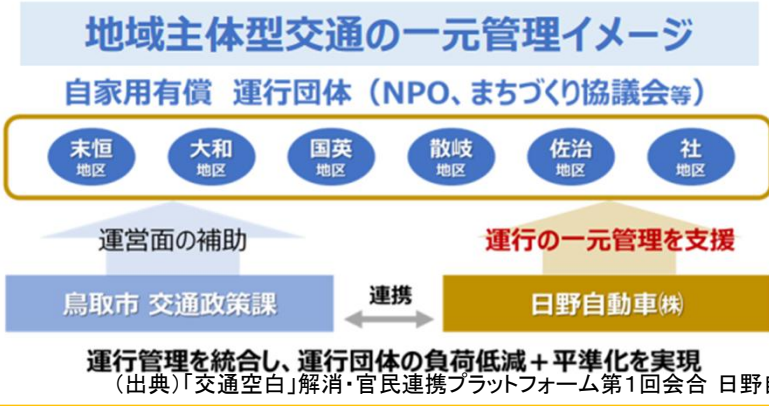 地域主体型交通の一元管理イメージ
自家用有償 運行団体（NPO、まちづくり協議会等）
末恒 大和 国英 散岐 佐治 社
地区 地区 地区 地区 地区 地区
運営面の補助 運行の一元管理を支援
鳥取市 交通政策課 連携 日野自動車㈱
運行管理を統合し、運行団体の負荷低減＋平準化を実現
（出典）「交通空白」解消・官民連携プラットフォーム第１回会合 日野自